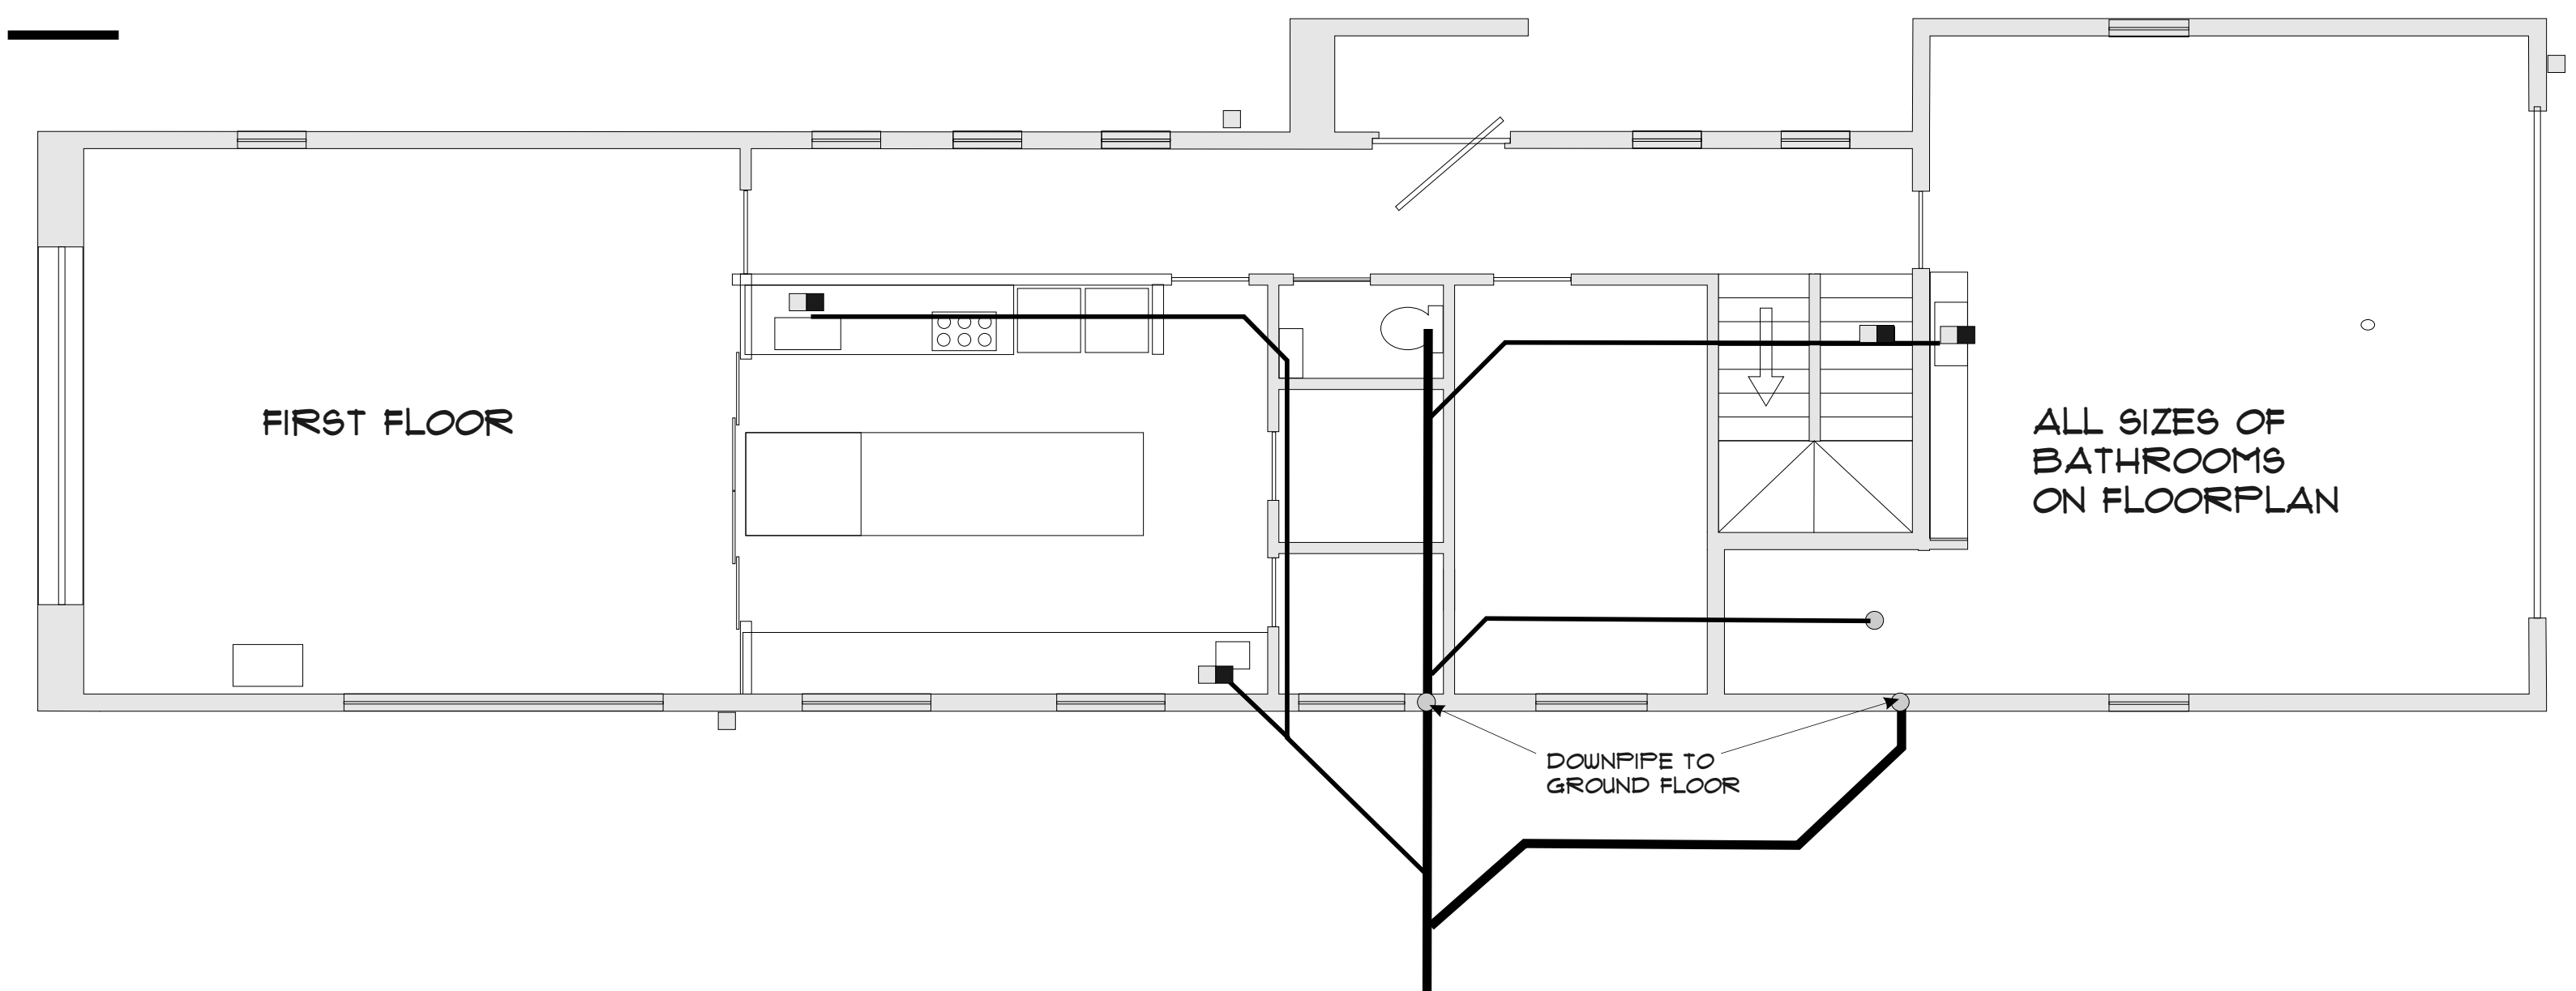 FIRST FLOOR
ALL SIZES OF
BATHROOMS
ON FLOORPLAN
DOWNPIPE TO
GROUND FLOOR